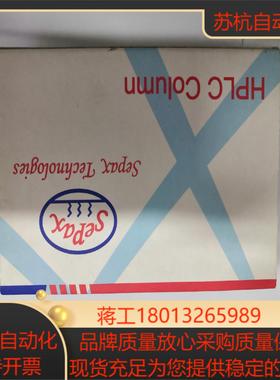 苏杭自动
HPLC Column
Sepax Technologies
Sepax
蒋工18013265989
自动化 品牌质量放心采购质量保
开票 现货充足为您提供稳定的